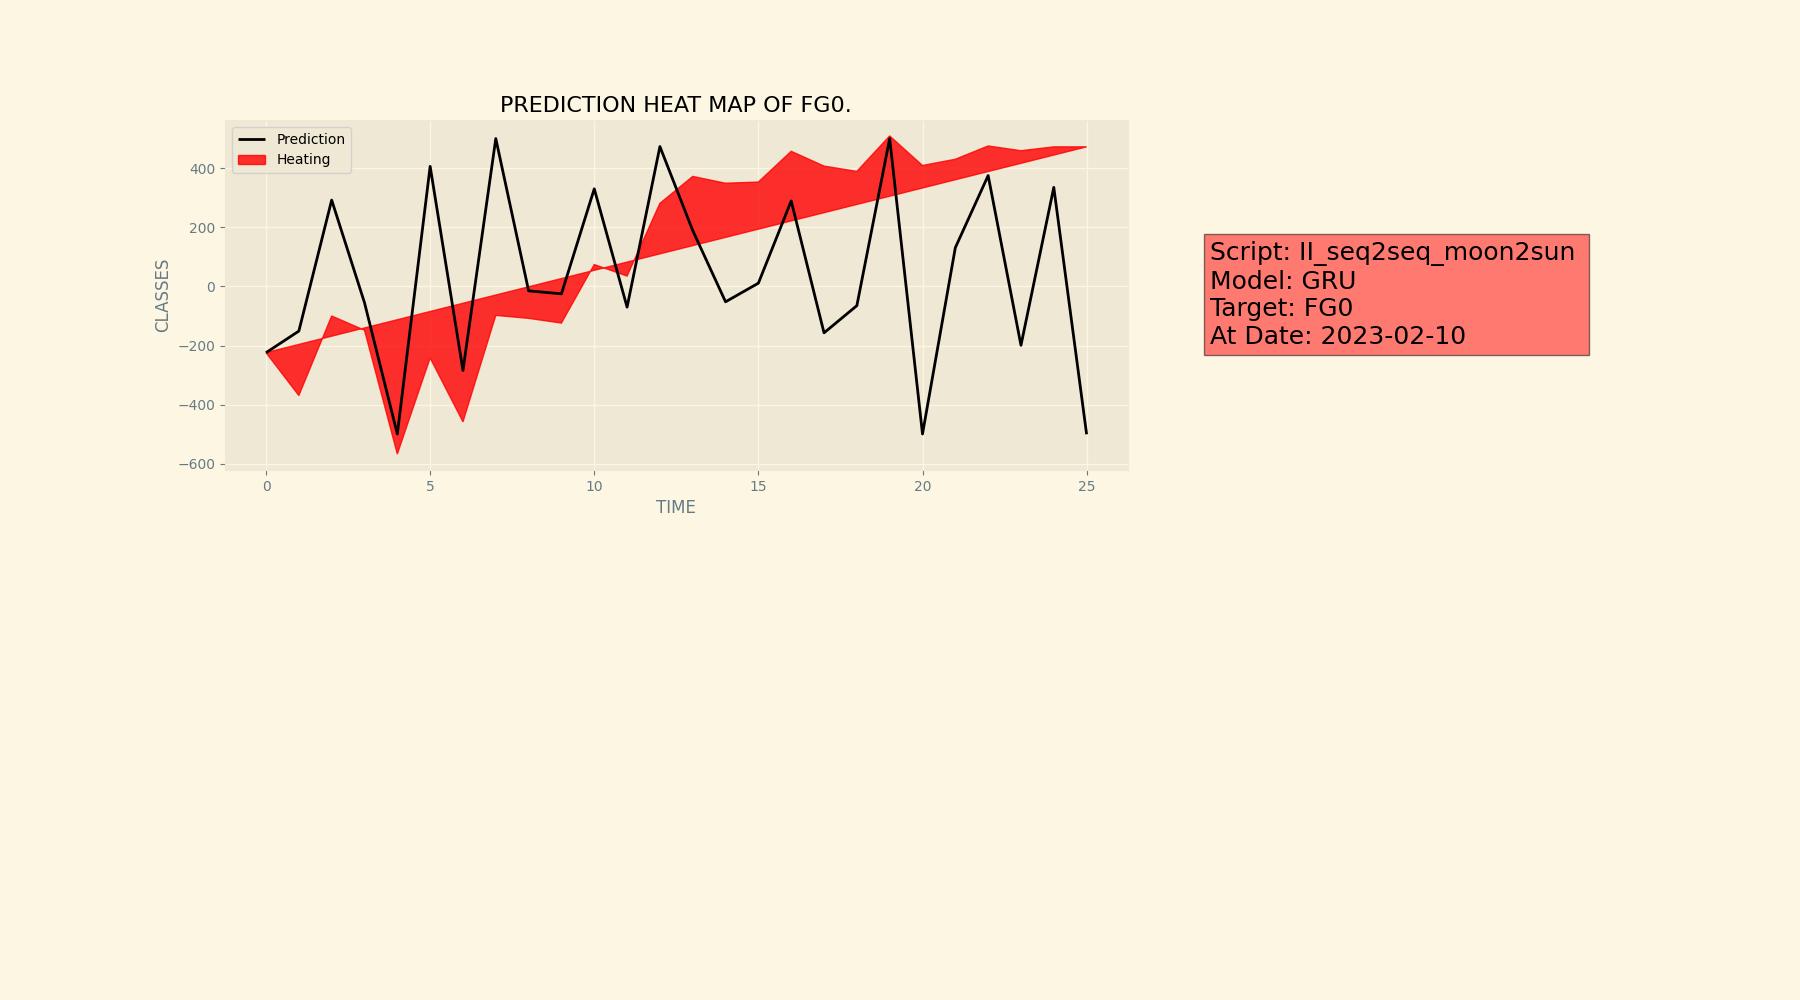 PREDICTION HEAT MAP OF FG0.
Prediction
Heating
400
200
0
−200
−400
−600
CLASSES
0 5 10 15 20 25
TIME
Script: II_seq2seq_moon2sun
Model: GRU
Target: FG0
At Date: 2023-02-10